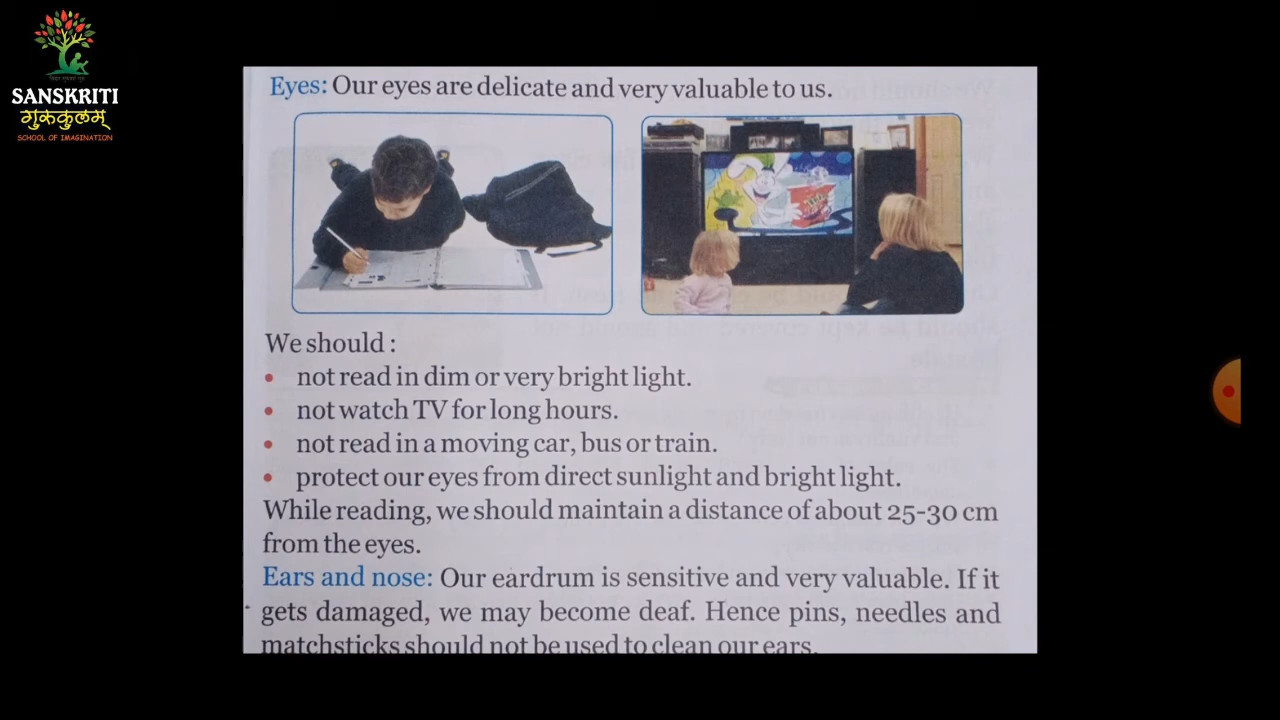 SANSKRITI
गुरुकुलम्
SCHOOL OF IMAGINATION
Eyes: Our eyes are delicate and very valuable to us.
We should :
• not read in dim or very bright light.
• not watch TV for long hours.
• not read in a moving car, bus or train.
• protect our eyes from direct sunlight and bright light.
While reading, we should maintain a distance of about 25-30 cm
from the eyes.
Ears and nose: Our eardrum is sensitive and very valuable. If it
gets damaged, we may become deaf. Hence pins, needles and
matchsticks should not be used to clean our ears.